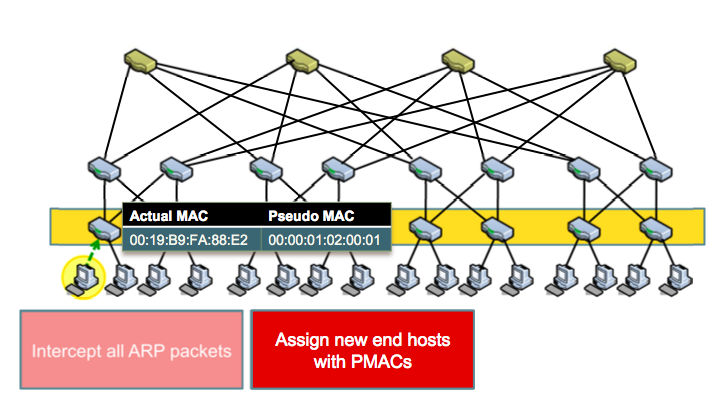 Actual MAC Pseudo MAC
00:19:B9:FA:88:E2 00:00:01:02:00:01
Intercept all ARP packets
Assign new end hosts
with PMACs